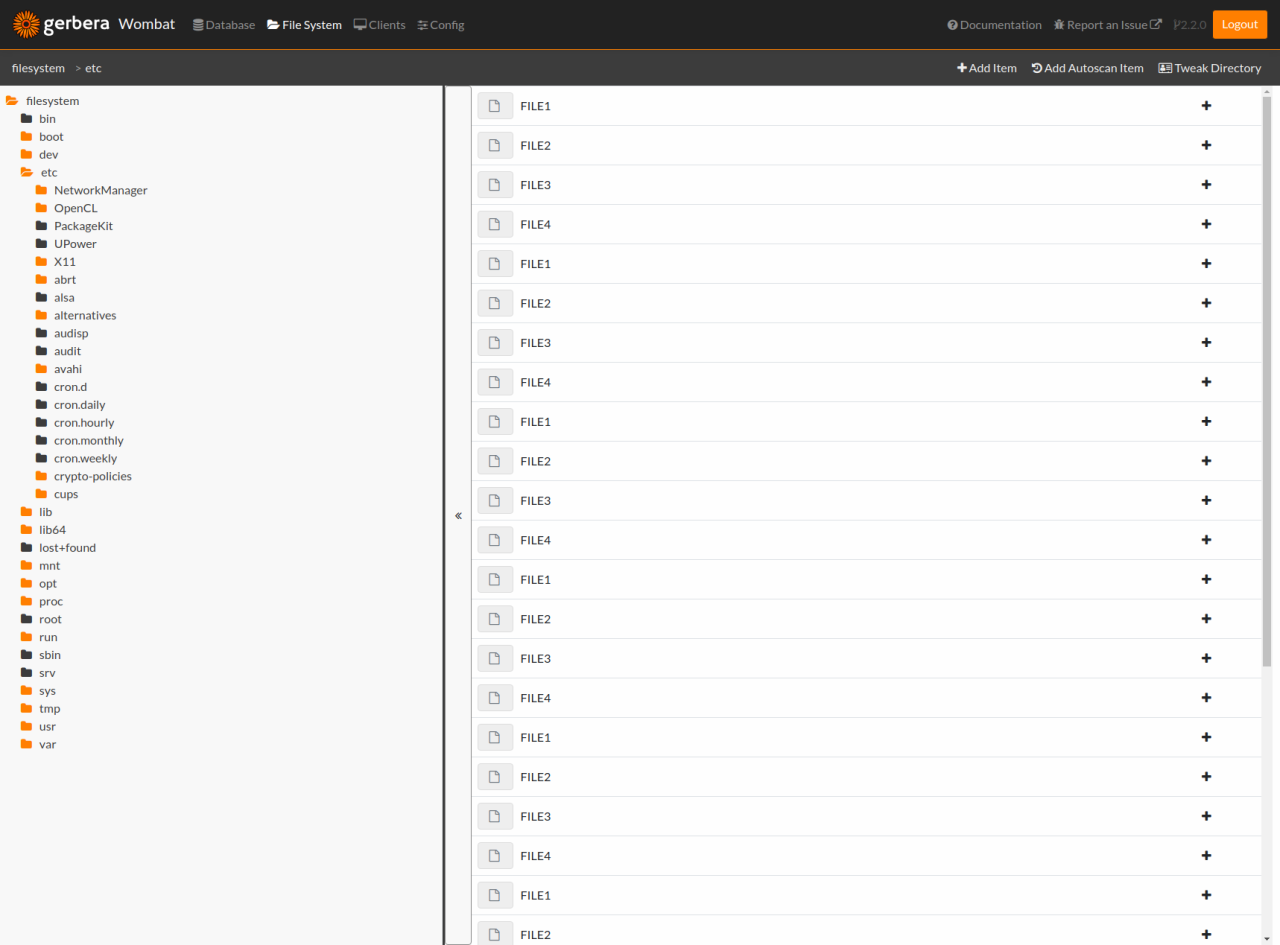 gerbera Wombat Database File System Clients Config Documentation Report an Issue 2.2.0 Logout
filesystem > etc Add Item Add Autoscan Item Tweak Directory
filesystem
bin
boot
dev
etc
NetworkManager
OpenCL
PackageKit
UPower
X11
abrt
alsa
alternatives
audisp
audit
avahi
cron.d
cron.daily
cron.hourly
cron.monthly
cron.weekly
crypto-policies
cups
lib
lib64
lost+found
mnt
opt
proc
root
run
sbin
srv
sys
tmp
usr
var
«
FILE1
FILE2
FILE3
FILE4
FILE1
FILE2
FILE3
FILE4
FILE1
FILE2
FILE3
FILE4
FILE1
FILE2
FILE3
FILE4
FILE1
FILE2
FILE3
FILE4
FILE1
FILE2